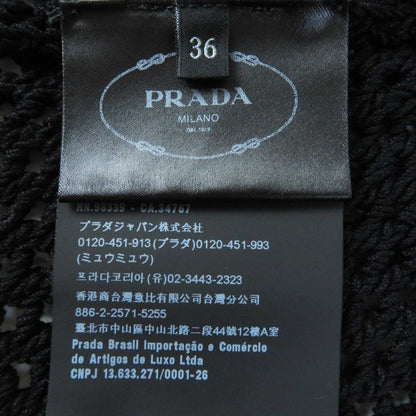 36
PRADA
MILANO
DAL 1913
RN.98339 - CA.34767
プラダジャパン株式会社
0120-451-913 (プラダ)0120-451-993
(ミュウミュウ)
프라다코리아 (유) 02-3443-2323
香港商台灣意比有限公司台灣分公司
886-2-2571-5255
臺北市中山區中山北路二段44號12樓A室
Prada Brasil Importação e Comércio
de Artigos de Luxo Ltda
CNPJ 13.633.271/0001-26